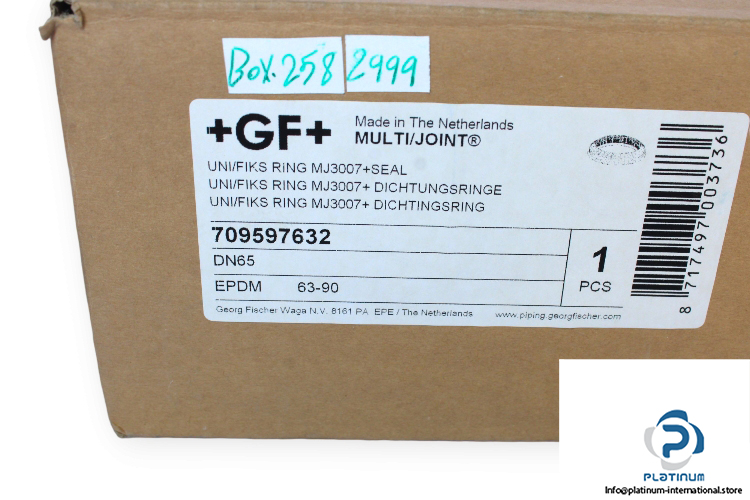 Box.258 2999
+GF+
Made in The Netherlands
MULTI/JOINT®
UNI/FIKS RING MJ3007+SEAL
UNI/FIKS RING MJ3007+ DICHTUNGSRINGE
UNI/FIKS RING MJ3007+ DICHTINGSRING
709597632
DN65
EPDM 63-90
1
PCS
Georg Fischer Waga N.V. 8161 PA EPE / The Netherlands www.piping.georgfischer.com
8 717497 003736
PLATINUM
Info@platinum-international.store